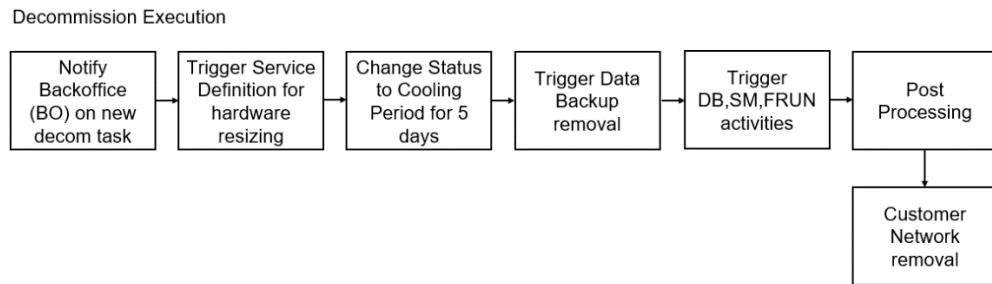 Decommission Execution
Notify
Backoffice
(BO) on new
decom task
Trigger Service
Definition for
hardware
resizing
Change Status
to Cooling
Period for 5
days
Trigger Data
Backup
removal
Trigger
DB,SM,FRUN
activities
Post
Processing
Customer
Network
removal